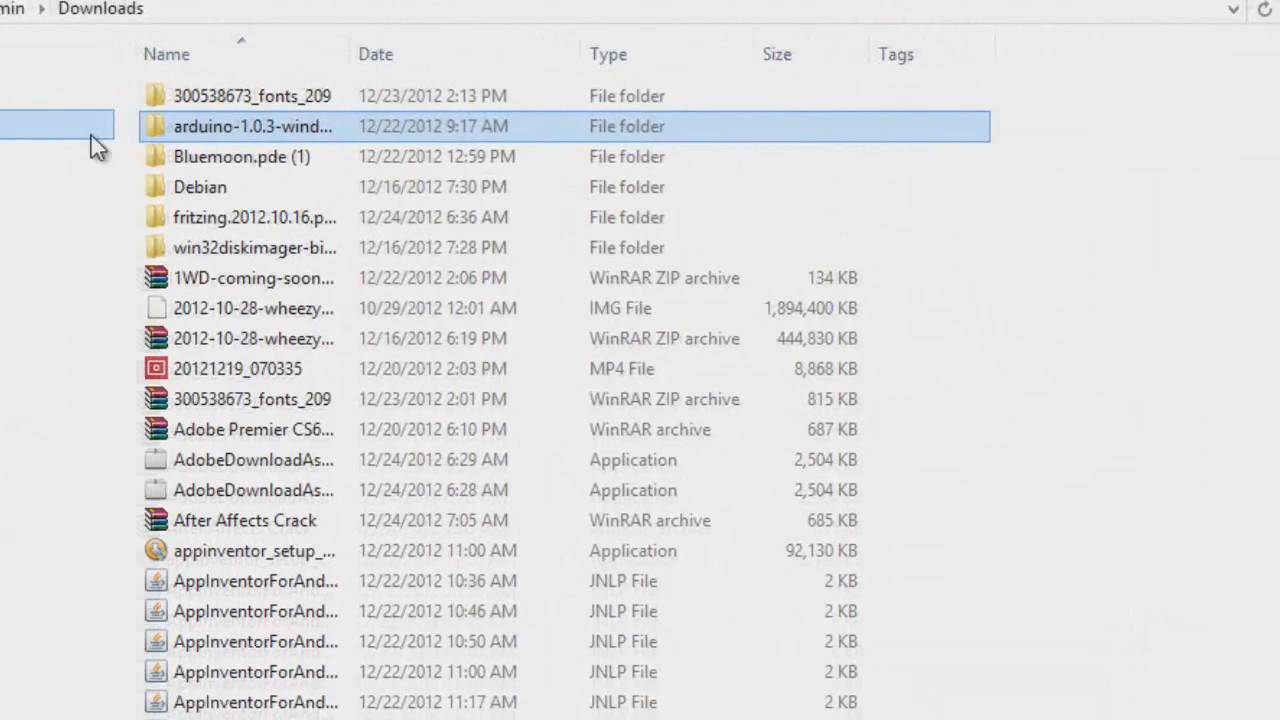 min Downloads
Name Date Type Size Tags
300538673_fonts_209 12/23/2012 2:13 PM File folder
arduino-1.0.3-wind... 12/22/2012 9:17 AM File folder
Bluemoon.pde (1) 12/22/2012 12:59 PM File folder
Debian 12/16/2012 7:30 PM File folder
fritzing.2012.10.16.p... 12/24/2012 6:36 AM File folder
win32diskimager-bi... 12/16/2012 7:28 PM File folder
1WD-coming-soon... 12/22/2012 2:06 PM WinRAR ZIP archive 134 KB
2012-10-28-wheezy... 10/29/2012 12:01 AM IMG File 1,894,400 KB
2012-10-28-wheezy... 12/16/2012 6:19 PM WinRAR ZIP archive 444,830 KB
20121219_070335 12/20/2012 2:03 PM MP4 File 8,868 KB
300538673_fonts_209 12/23/2012 2:01 PM WinRAR ZIP archive 815 KB
Adobe Premier CS6... 12/20/2012 6:10 PM WinRAR archive 687 KB
AdobeDownloadAs... 12/24/2012 6:29 AM Application 2,504 KB
AdobeDownloadAs... 12/24/2012 6:28 AM Application 2,504 KB
After Affects Crack 12/24/2012 7:05 AM WinRAR archive 685 KB
appinventor_setup_... 12/22/2012 11:00 AM Application 92,130 KB
AppInventorForAnd... 12/22/2012 10:36 AM JNLP File 2 KB
AppInventorForAnd... 12/22/2012 10:46 AM JNLP File 2 KB
AppInventorForAnd... 12/22/2012 10:50 AM JNLP File 2 KB
AppInventorForAnd... 12/22/2012 11:00 AM JNLP File 2 KB
AppInventorForAnd... 12/22/2012 11:17 AM JNLP File 2 KB